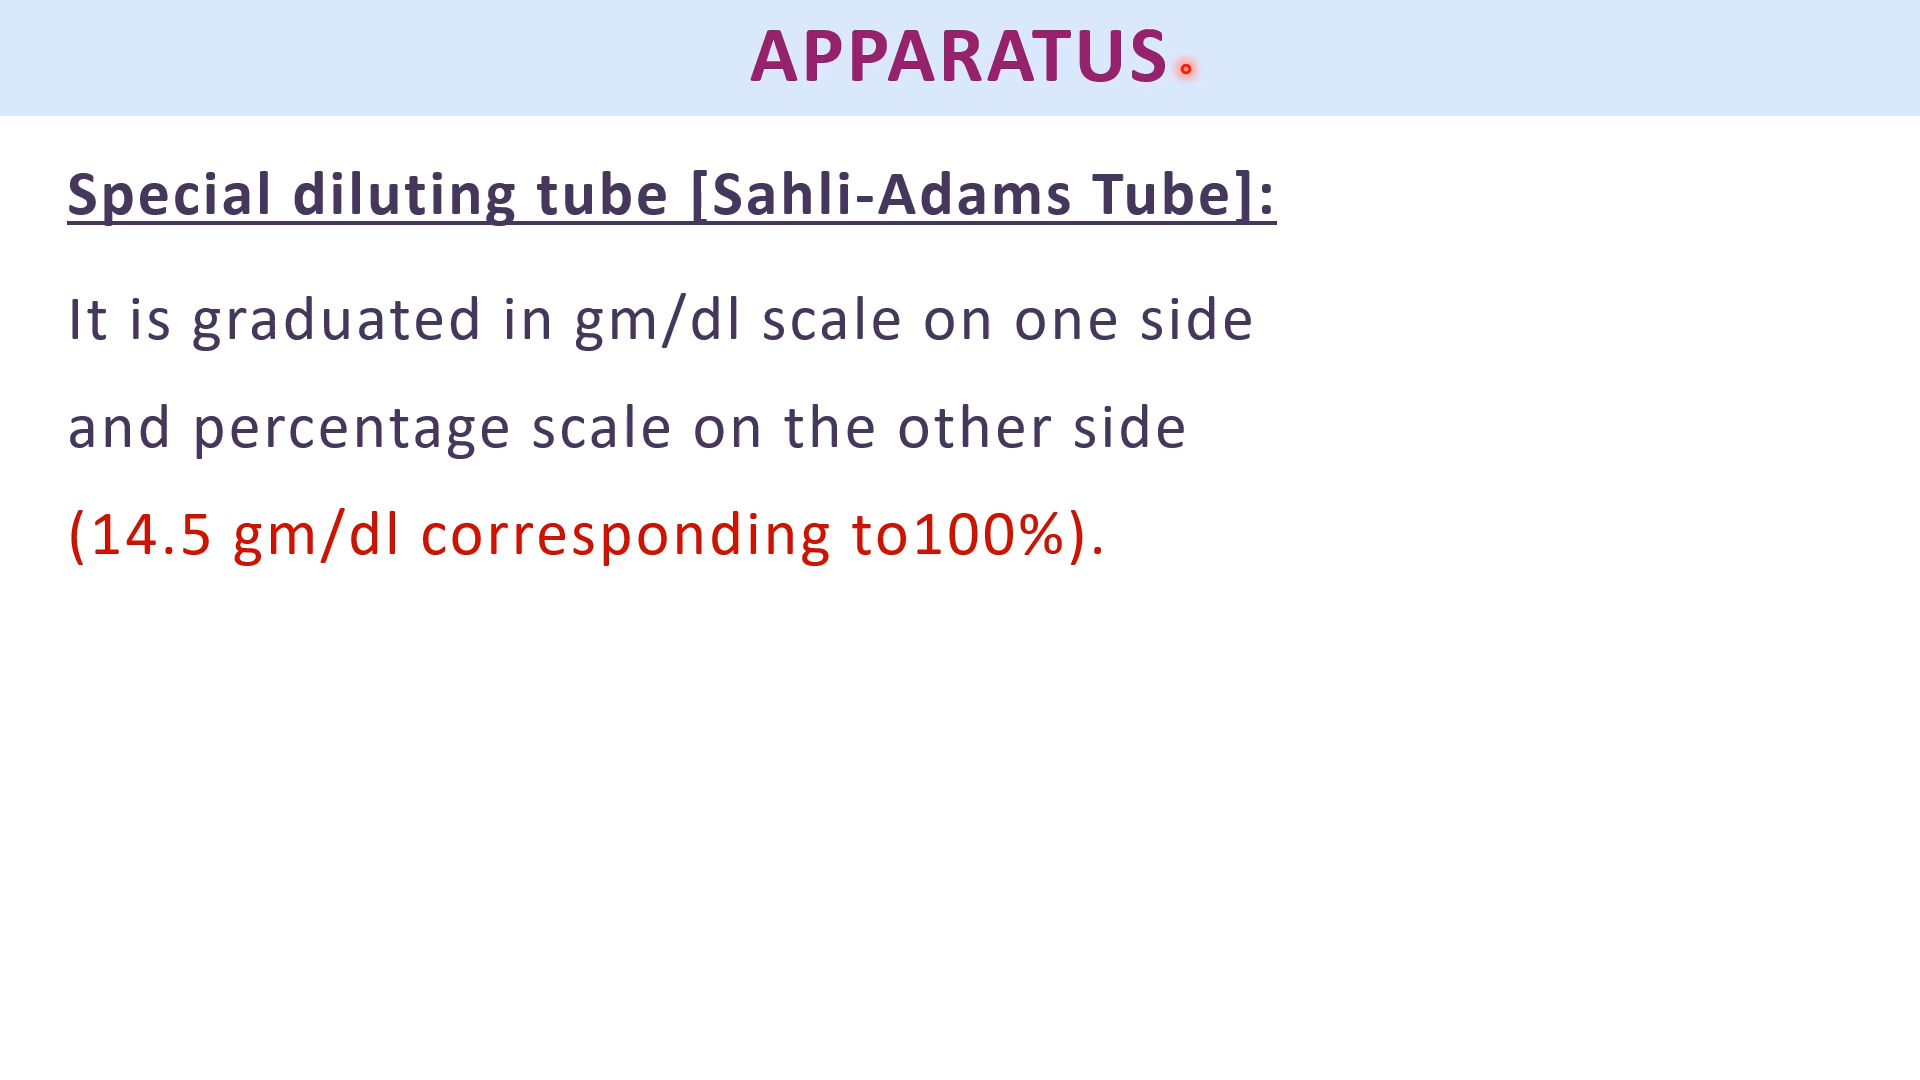 APPARATUS.
Special diluting tube [Sahli-Adams Tube]:
It is graduated in gm/dl scale on one side
and percentage scale on the other side
(14.5 gm/dl corresponding to100%).